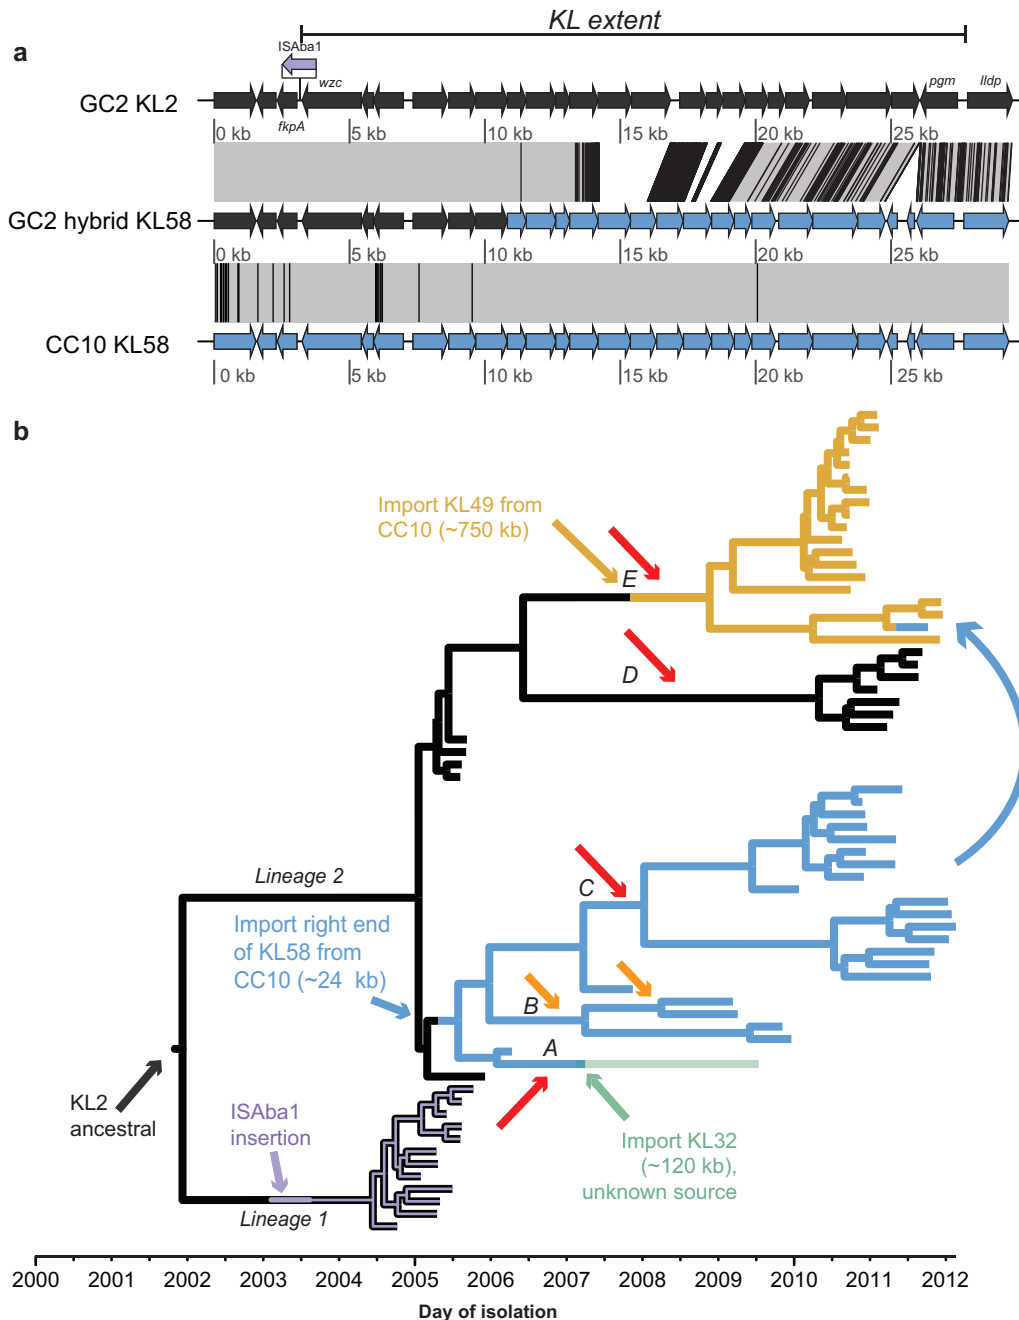 KL extent
a
ISAba1
wzc
pgm
lldp
GC2 KL2
fkpA
0 kb
5 kb
10 kb
15 kb
20 kb
25 kb
GC2 hybrid KL58
0 kb
5 kb
10 kb
15 kb
20 kb
25 kb
CC10 KL58
0 kb
5 kb
10 kb
15 kb
20 kb
25 kb
b
Import KL49 from
CC10 (~750 kb)
E
D
Lineage 2
C
Import right end
of KL58 from
CC10 (~24 kb)
B
A
KL2
ancestral
ISAba1
insertion
Import KL32
(~120 kb),
unknown source
Lineage 1
2000 2001 2002 2003 2004 2005 2006 2007 2008 2009 2010 2011 2012
Day of isolation